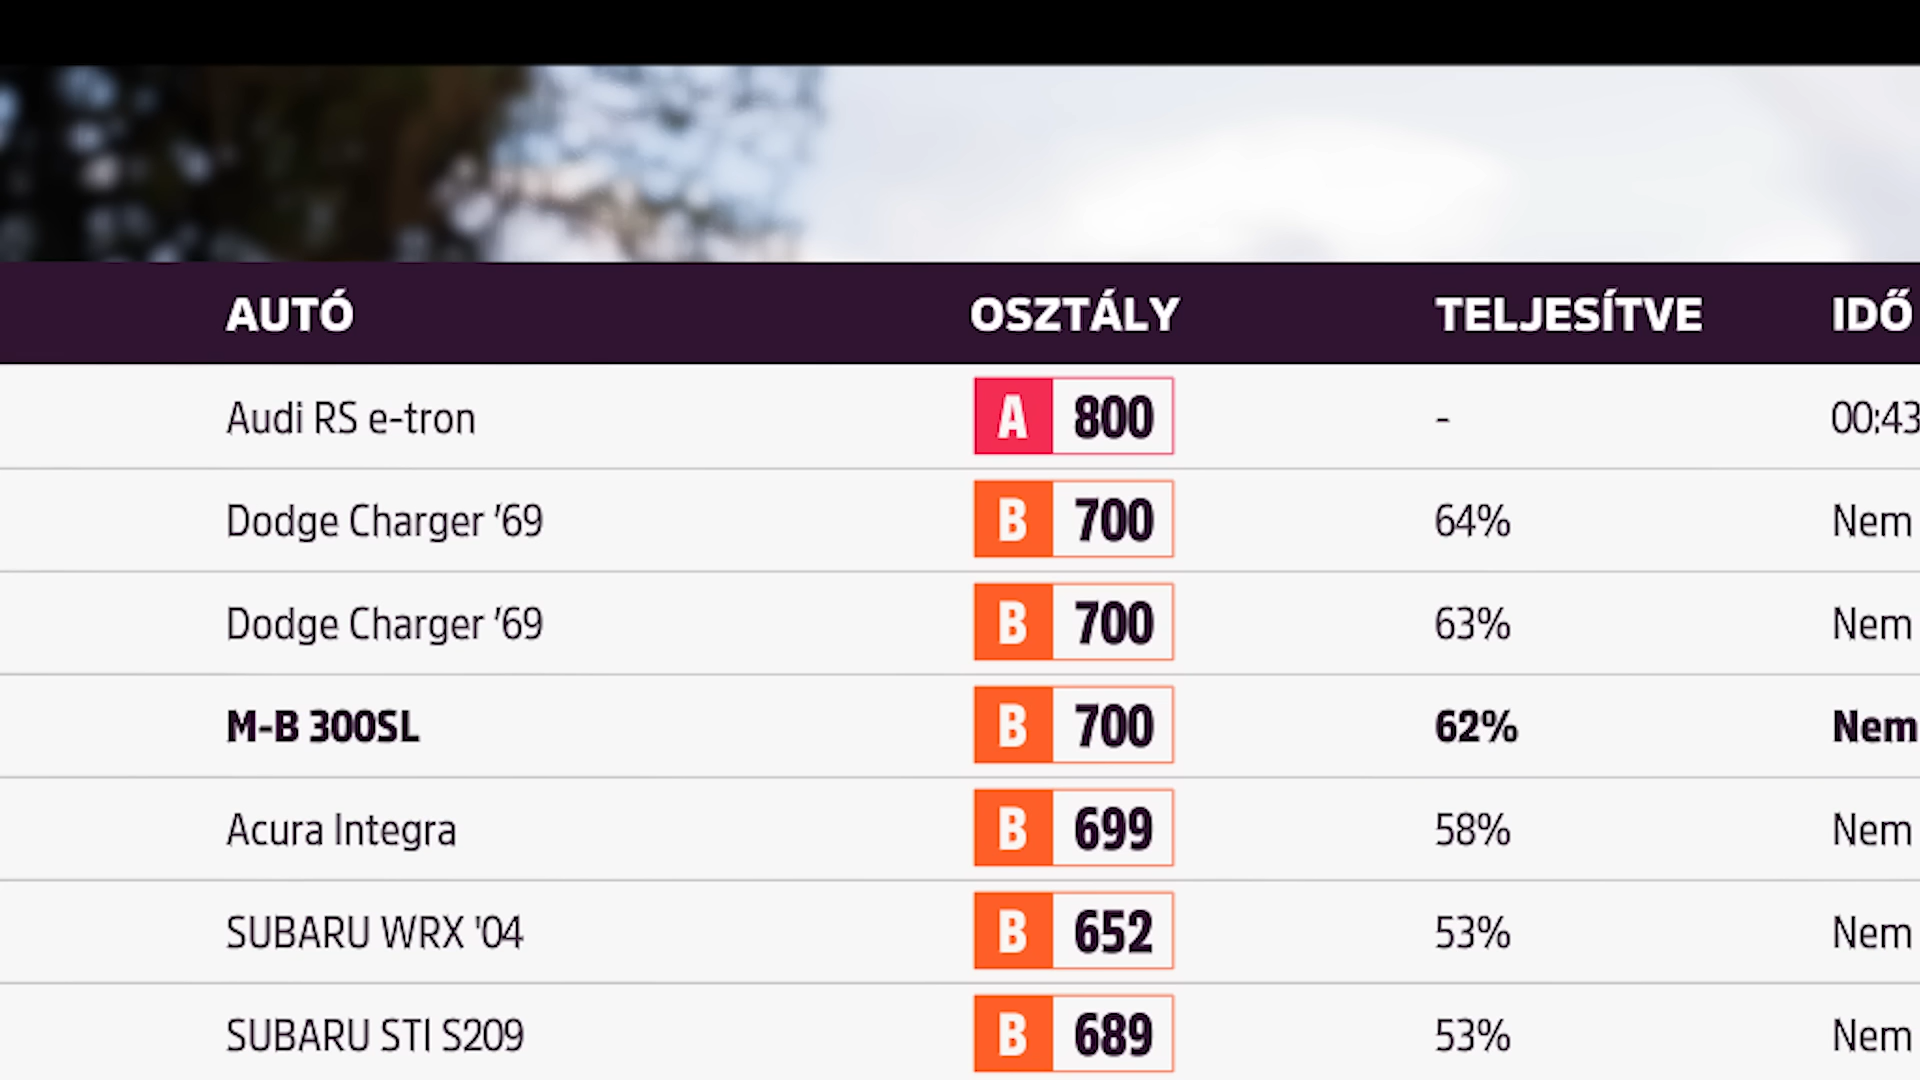 AUTÓ OSZTÁLY TELJESÍTVE IDŐ
Audi RS e-tron A 800 - 00:43
Dodge Charger '69 B 700 64% Nem
Dodge Charger '69 B 700 63% Nem
M-B 300SL B 700 62% Nem
Acura Integra B 699 58% Nem
SUBARU WRX '04 B 652 53% Nem
SUBARU STI S209 B 689 53% Nem